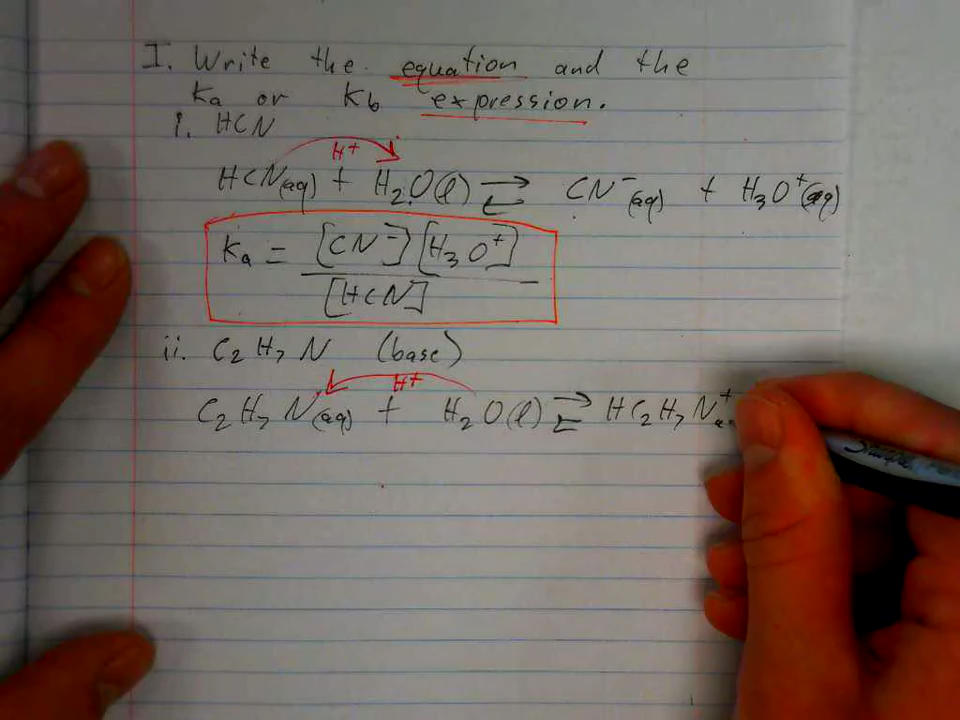 I. Write the equation and the
Ka or Kb expression.
i. HCN
H+
HCN(aq) + H2O(l) ⇌ CN-(aq) + H3O+(aq)
Ka = [CN-][H3O+]
[HCN]
ii. C2H7N (base)
H+
C2H7N(aq) + H2O(l) ⇌ HC2H7N+
Sharpie